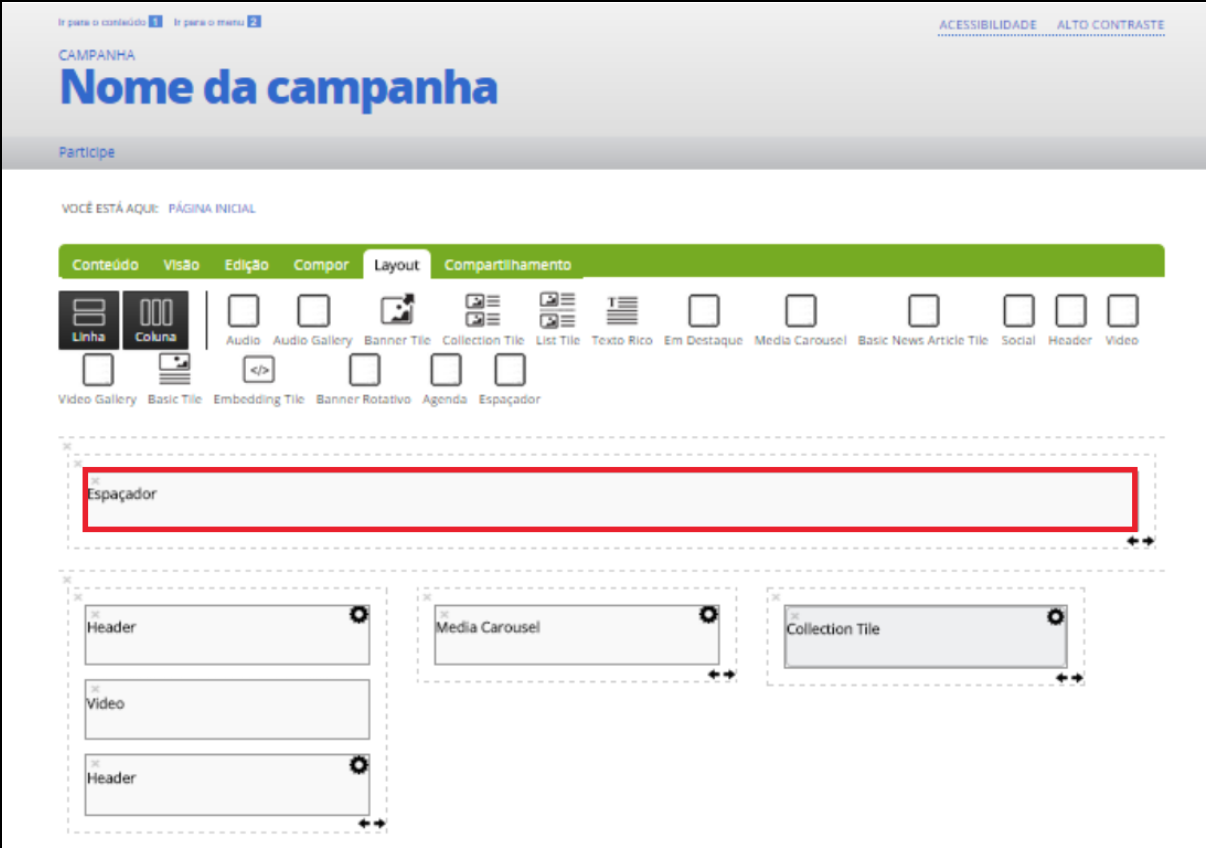 Ir para o conteúdo 1 Ir para o menu 2 ACESSIBILIDADE ALTO CONTRASTE
CAMPANHA
Nome da campanha
Participe
VOCÊ ESTÁ AQUI: PÁGINA INICIAL
Conteúdo Visão Edição Compor Layout Compartilhamento
Linha Coluna Audio Audio Gallery Banner Tile Collection Tile List Tile Texto Rico Em Destaque Media Carousel Basic News Article Tile Social Header Video
Video Gallery Basic Tile Embedding Tile Banner Rotativo Agenda Espaçador
Espaçador
Header Media Carousel Collection Tile
Video
Header